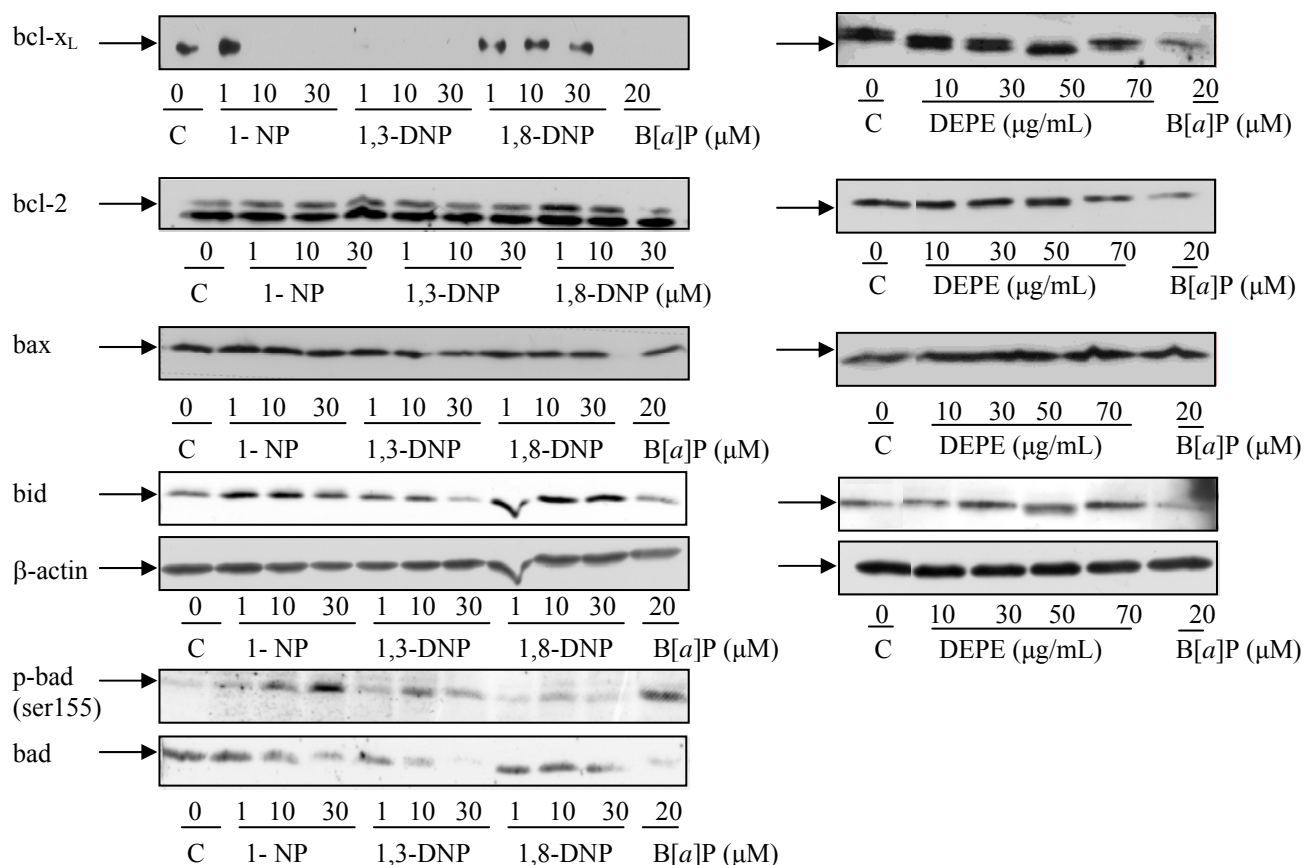 bcl-xL
0 1 10 30 1 10 30 1 10 30 20
C 1- NP 1,3-DNP 1,8-DNP B[a]P (μM)
0 10 30 50 70 20
C DEPE (μg/mL) B[a]P (μM)
bcl-2
0 1 10 30 1 10 30 1 10 30
C 1- NP 1,3-DNP 1,8-DNP (μM)
0 10 30 50 70 20
C DEPE (μg/mL) B[a]P (μM)
bax
0 1 10 30 1 10 30 1 10 30 20
C 1- NP 1,3-DNP 1,8-DNP B[a]P (μM)
0 10 30 50 70 20
C DEPE (μg/mL) B[a]P (μM)
bid
β-actin
0 1 10 30 1 10 30 1 10 30 20
C 1- NP 1,3-DNP 1,8-DNP B[a]P (μM)
0 10 30 50 70 20
C DEPE (μg/mL) B[a]P (μM)
p-bad
(ser155)
bad
0 1 10 30 1 10 30 1 10 30 20
C 1- NP 1,3-DNP 1,8-DNP B[a]P (μM)